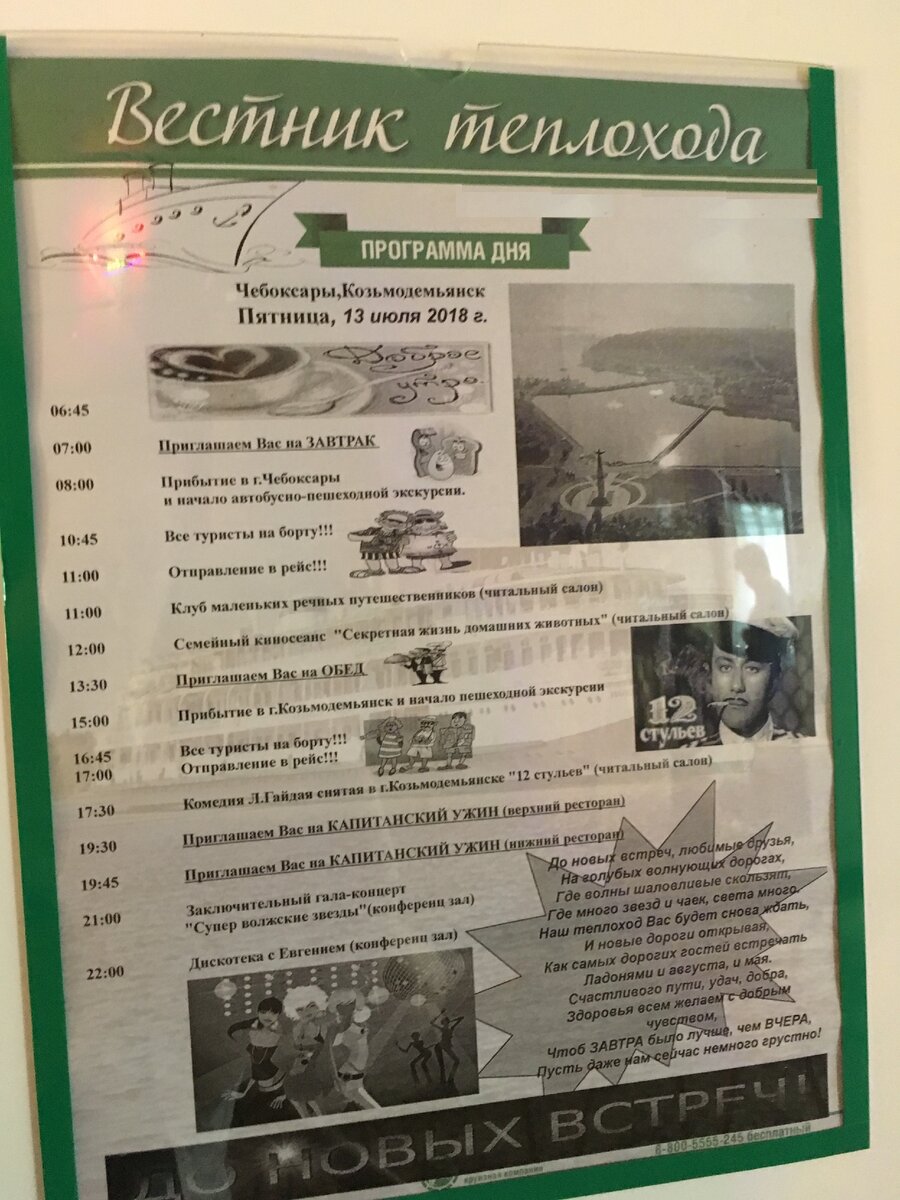 Вестник теплохода
ПРОГРАММА ДНЯ
Чебоксары,Козьмодемьянск
Пятница, 13 июля 2018 г.
Доброе
утро.
06:45
07:00 Приглашаем Вас на ЗАВТРАК
08:00 Прибытие в г.Чебоксары
и начало автобусно-пешеходной экскурсии.
10:45 Все туристы на борту!!!
11:00 Отправление в рейс!!!
11:00 Клуб маленьких речных путешественников (читальный салон)
12:00 Семейный киносеанс "Секретная жизнь домашних животных" (читальный салон)
13:30 Приглашаем Вас на ОБЕД
15:00 Прибытие в г.Козьмодемьянск и начало пешеходной экскурсии
16:45 Все туристы на борту!!!
17:00 Отправление в рейс!!!
12
стульев
17:30 Комедия Л.Гайдая снятая в г.Козьмодемьянске "12 стульев" (читальный салон)
19:30 Приглашаем Вас на КАПИТАНСКИЙ УЖИН (верхний ресторан)
19:45 Приглашаем Вас на КАПИТАНСКИЙ УЖИН (нижний ресторан)
21:00 Заключительный гала-концерт
"Супер волжские звезды"(конференц зал)
22:00 Дискотека с Евгением (конференц зал)
До новых встреч, любимые друзья,
На голубых волнующих дорогах,
Где волны шаловливые скользят,
Где много звезд и чаек, света много.
Наш теплоход Вас будет снова ждать,
И новые дороги открывая,
Как самых дорогих гостей встречать
Ладонями и августа, и мая.
Счастливого пути, удач, добра,
Здоровья всем желаем с добрым
чувством,
Чтоб ЗАВТРА было лучше, чем ВЧЕРА,
Пусть даже нам сейчас немного грустно!
ДО НОВЫХ ВСТРЕЧ!
круизная компания
8-800-5555-245 бесплатный